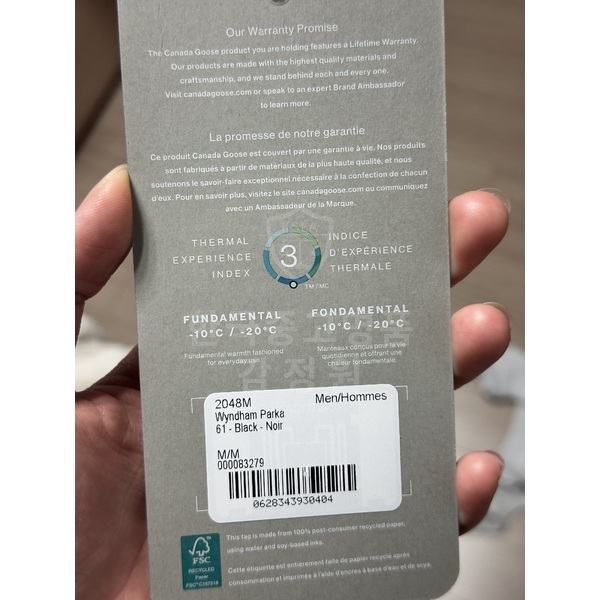 Our Warranty Promise
The Canada Goose product you are holding features a Lifetime Warranty.
Our products are made with the highest quality materials and
craftsmanship, and we stand behind each and every one.
Visit canadagoose.com or speak to an expert Brand Ambassador
to learn more.
La promesse de notre garantie
Ce produit Canada Goose est couvert par une garantie à vie. Nos produits
sont fabriqués à partir de matériaux de la plus haute qualité, et nous
soutenons le savoir-faire exceptionnel nécessaire à la confection de chacun
d'eux. Pour en savoir plus, visitez le site canadagoose.com ou communiquez
avec un Ambassadeur de la Marque.
THERMAL
EXPERIENCE
INDEX
3
TM/MC
INDICE
D'EXPÉRIENCE
THERMALE
FUNDAMENTAL
-10°C / -20°C
Fundamental warmth fashioned
for everyday use.
FONDAMENTAL
-10°C / -20°C
Manteaux conçus pour la vie
quotidienne et offrant une
chaleur fondamentale.
2048M Men/Hommes
Wyndham Parka
61 - Black - Noir
M/M
000083279
0628343930404
FSC
RECYCLED
Paper
FSC® C157218
This tag is made from 100% post-consumer recycled paper,
using water and soy-based inks.
Cette étiquette est entièrement faite de papier recyclé après
consommation et imprimée à l'aide d'encres à base d'eau et de soya.